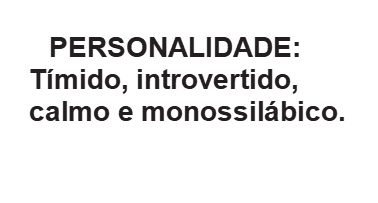 PERSONALIDADE:
Tímido, introvertido,
calmo e monossilábico.